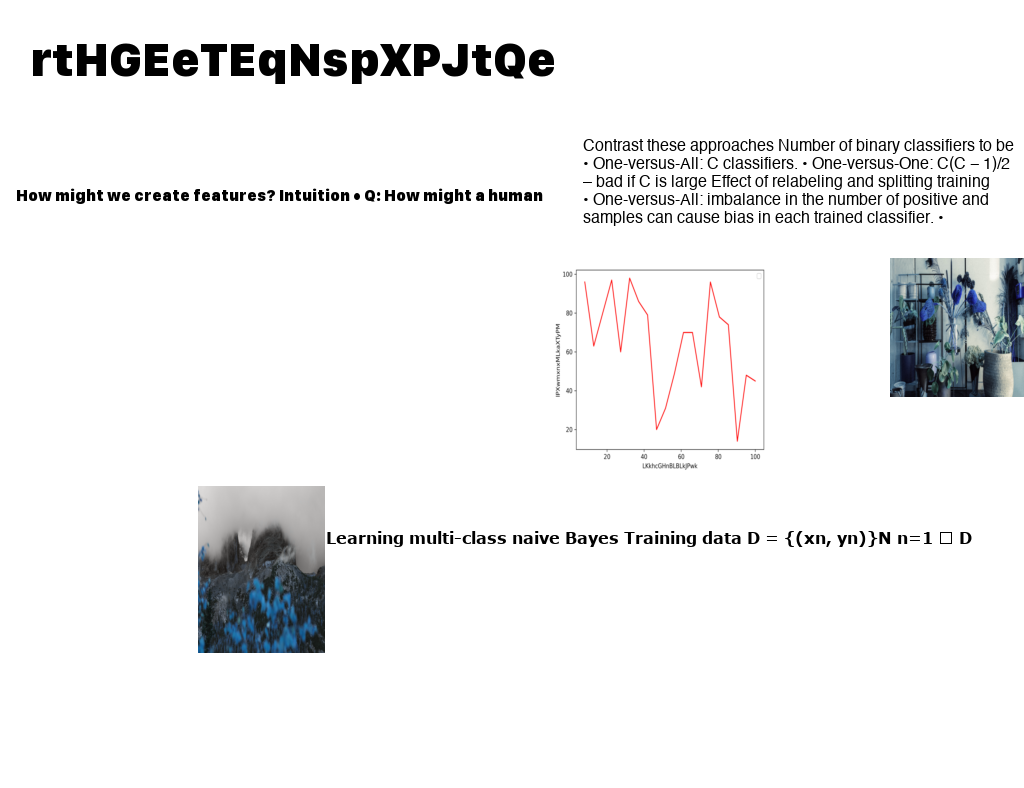 rtHGEeTEqNspXPJtQe
How might we create features? Intuition • Q: How might a human
Contrast these approaches Number of binary classifiers to be
• One-versus-All: C classifiers. • One-versus-One: C(C – 1)/2
– bad if C is large Effect of relabeling and splitting training
• One-versus-All: imbalance in the number of positive and
samples can cause bias in each trained classifier. •
100
80
60
40
20
20 40 60 80 100
LKkhcGHnBLBLkJPwk
Learning multi-class naive Bayes Training data D = {(xn, yn)}N n=1 □ D